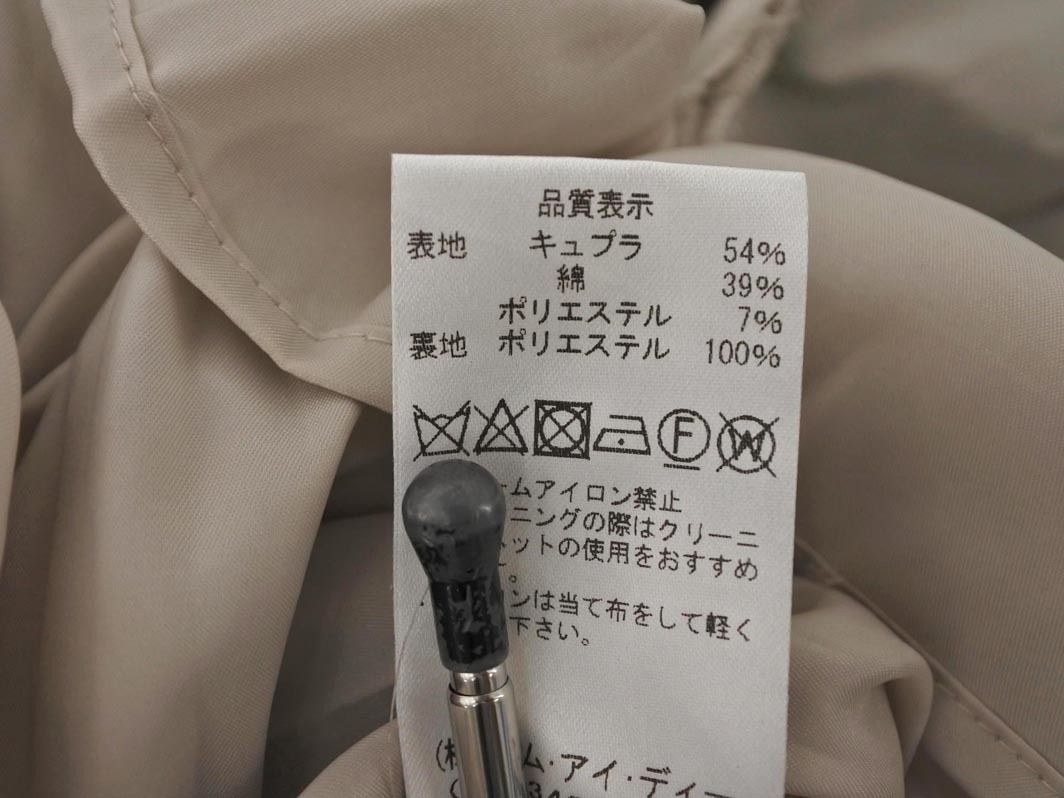 品質表示
表地 キュプラ 54%
綿 39%
ポリエステル 7%
裏地 ポリエステル 100%
F W
ームアイロン禁止
ニングの際はクリーニ
ットの使用をおすすめ
。
ンは当て布をして軽く
下さい。
ム・アイ・ディー